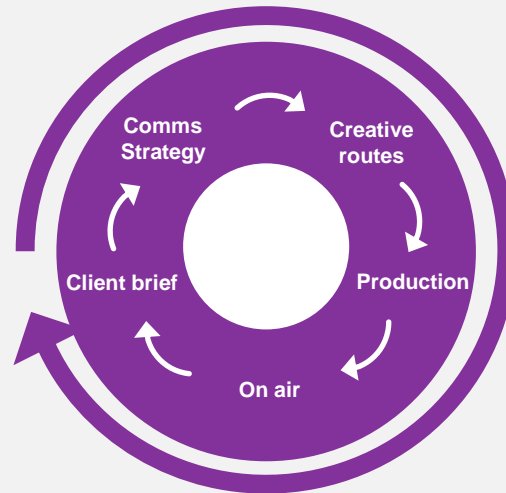 Comms
Strategy
Creative
routes
Client brief
Production
On air